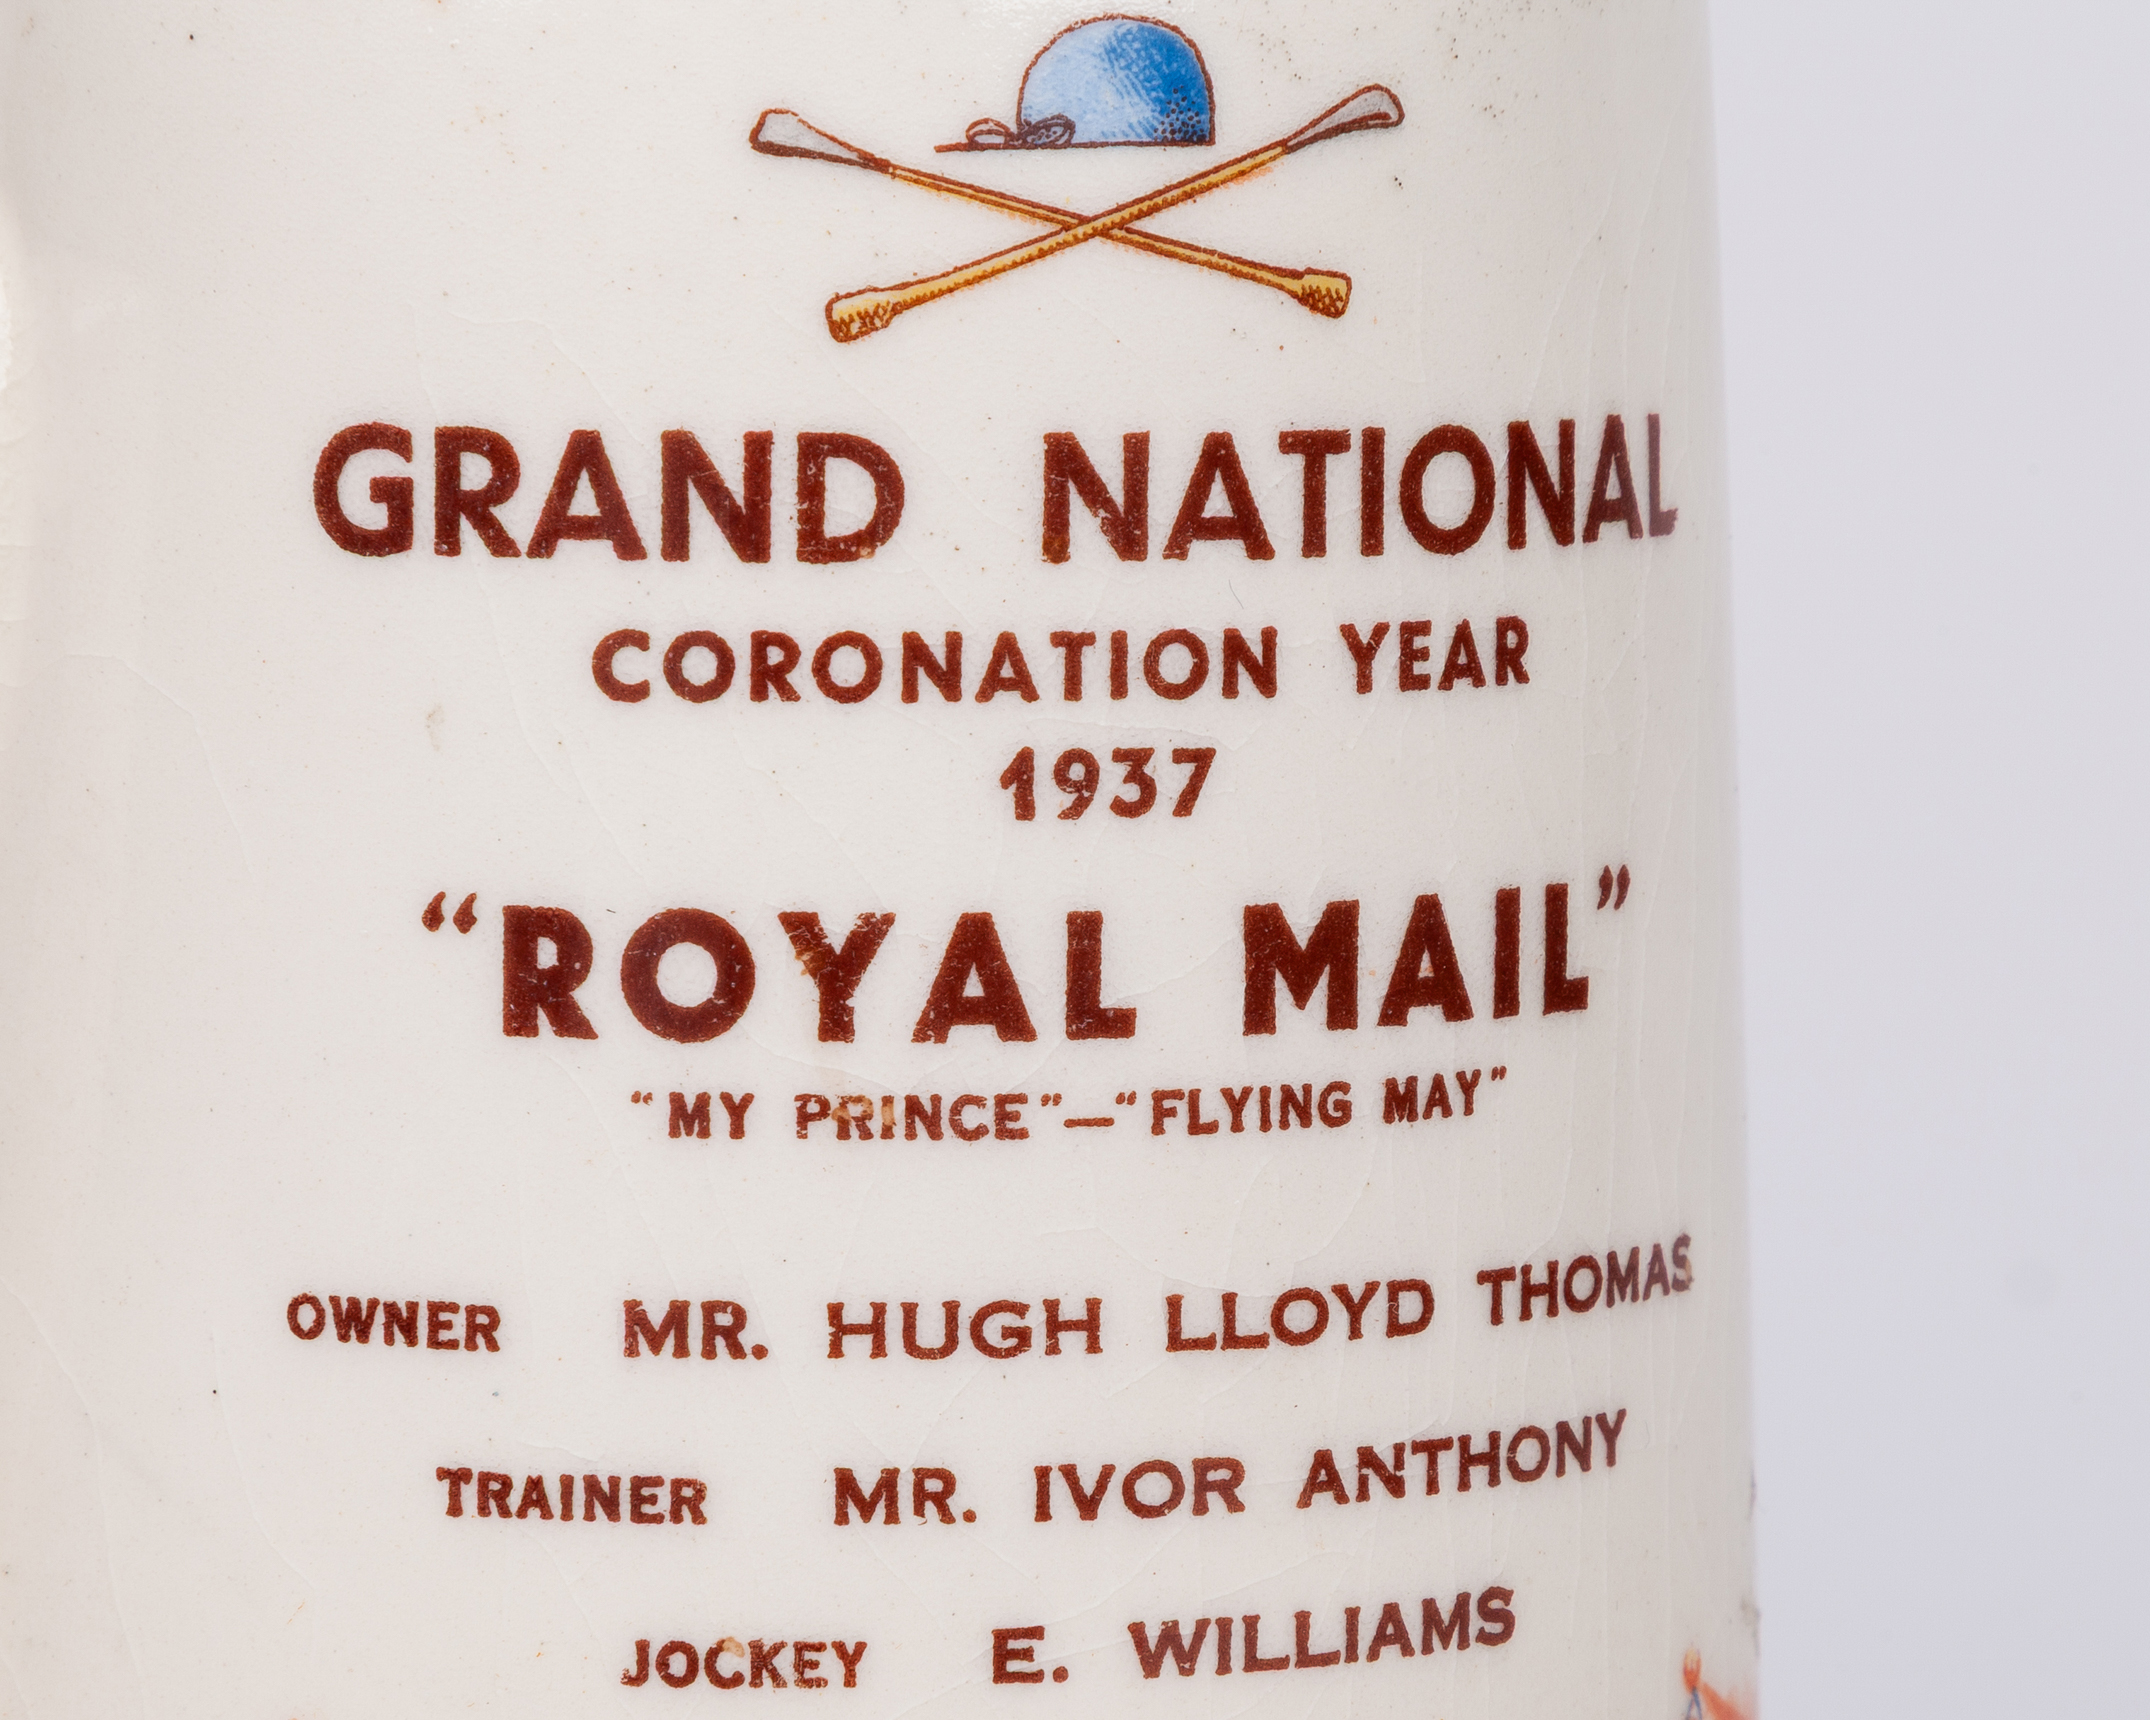 GRAND NATIONAL
CORONATION YEAR
1937
“ROYAL MAIL”
“MY PRINCE”—“FLYING MAY”
OWNER MR. HUGH LLOYD THOMAS
TRAINER MR. IVOR ANTHONY
JOCKEY E. WILLIAMS